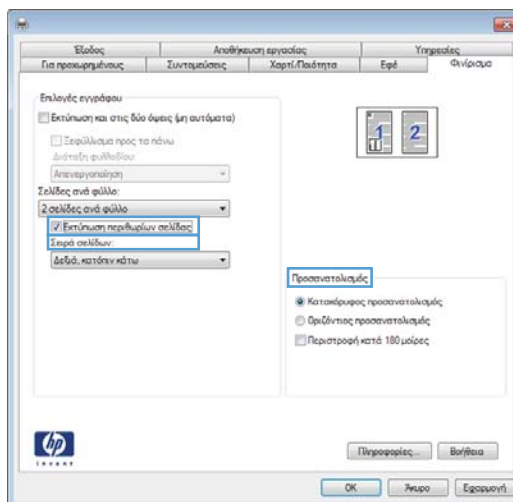 Έξοδος
Αποθήκευση εργασίας
Υπηρεσίες
Για προχωρημένους
Συντομεύσεις
Χαρτί/Ποιότητα
Εφέ
Φινίρισμα
Επιλογές εγγράφου
Εκτύπωση και στις δύο όψεις (μη αυτόματα)
Ξεφύλλισμα προς τα πάνω
Διάταξη φυλλαδίου:
Απενεργοποίηση
Σελίδες ανά φύλλο:
2 σελίδες ανά φύλλο
Εκτύπωση περιθωρίων σελίδας
Σειρά σελίδων:
Δεξιά, κατόπιν κάτω
1 2
Προσανατολισμός
Κατακόρυφος προσανατολισμός
Οριζόντιος προσανατολισμός
Περιστροφή κατά 180 μοίρες
hp
invent
Πληροφορίες...
Βοήθεια
OK
Άκυρο
Εφαρμογή